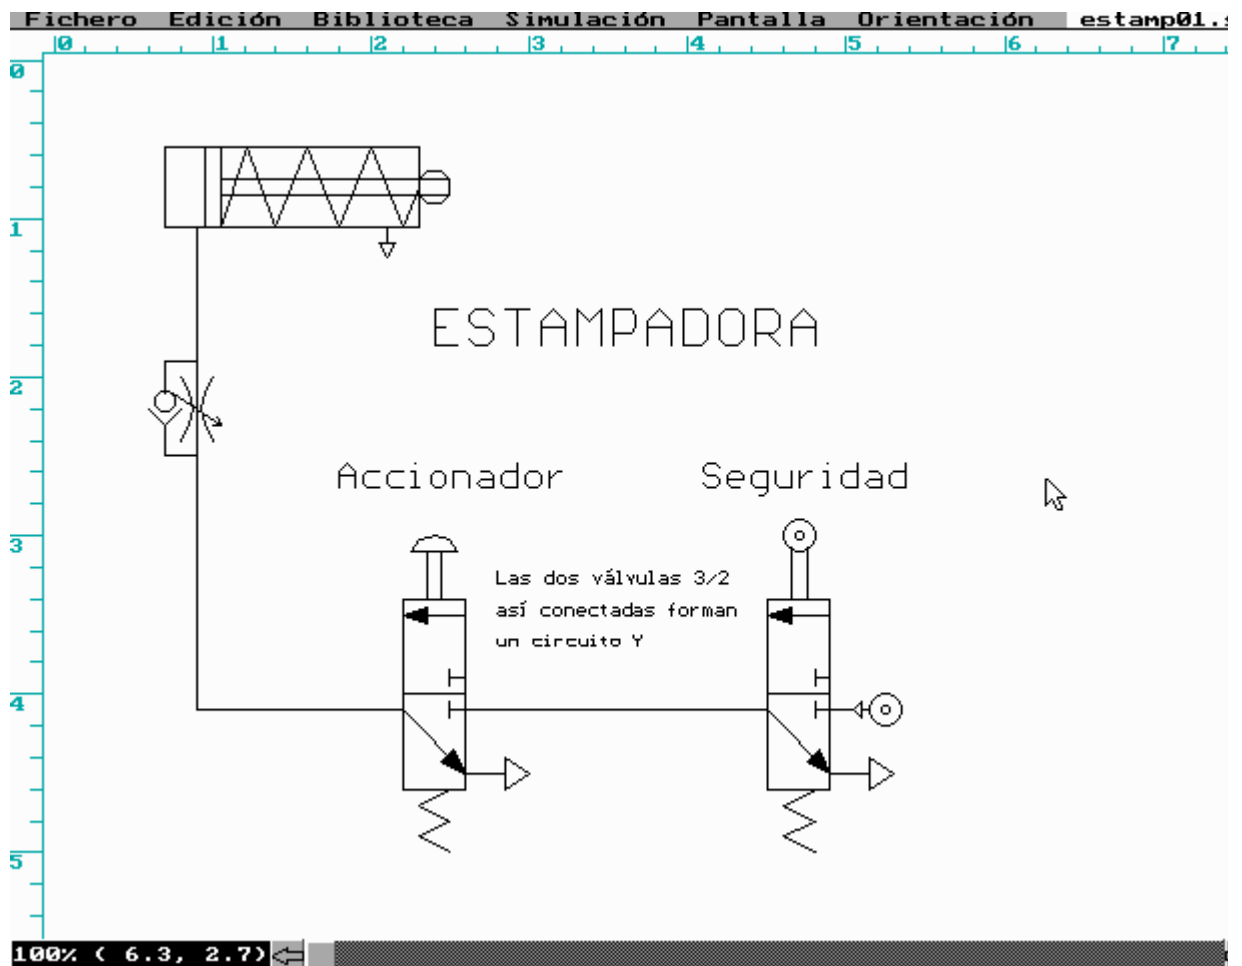 Fichero Edición Biblioteca Simulación Pantalla Orientación estamp01.s
0 1 2 3 4 5 6 7
0
1
ESTAMPADORA
2
Accionador Seguridad
3
Las dos válvulas 3/2
así conectadas forman
un circuito Y
4
5
100% ( 6.3, 2.7)